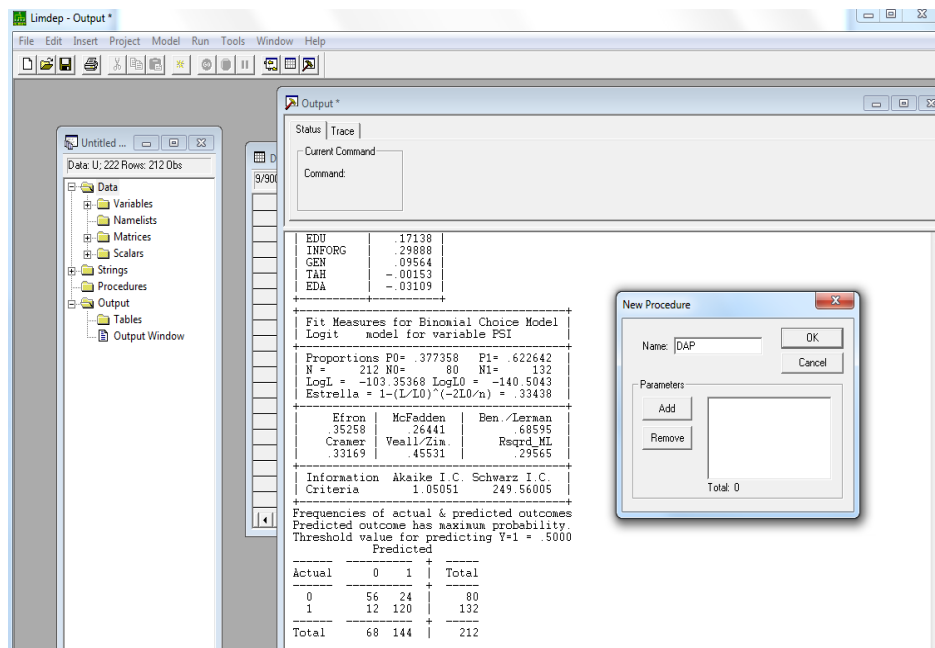 Limdep - Output *
File Edit Insert Project Model Run Tools Window Help
Output *
Status Trace
Current Command
Command:
Untitled ...
Data: U; 222 Rows: 212 Obs
Data
Variables
Namelists
Matrices
Scalars
Strings
Procedures
Output
Tables
Output Window
D
9/900
| EDU | .17138 |
| INFORG | .29888 |
| GEN | .09564 |
| TAH | -.00153 |
| EDA | -.03109 |
+----------+----------+
+----------------------------------------+
| Fit Measures for Binomial Choice Model |
| Logit model for variable PSI |
+----------------------------------------+
| Proportions P0= .377358 P1= .622642 |
| N = 212 N0= 80 N1= 132 |
| LogL = -103.35368 LogL0 = -140.5043 |
| Estrella = 1-(L/L0)^(-2L0/n) = .33438 |
+----------------------------------------+
| Efron | McFadden | Ben./Lerman |
| .35258 | .26441 | .68595 |
| Cramer | Veall/Zim. | Rsqrd_ML |
| .33169 | .45531 | .29565 |
+----------------------------------------+
| Information Akaike I.C. Schwarz I.C. |
| Criteria 1.05051 249.56005 |
+----------------------------------------+
Frequencies of actual & predicted outcomes
Predicted outcome has maximum probability.
Threshold value for predicting Y=1 = .5000
Predicted
------ ---------- + -----
Actual 0 1 | Total
------ ---------- + -----
0 56 24 | 80
1 12 120 | 132
------ ---------- + -----
Total 68 144 | 212
New Procedure
Name: DAP
OK
Cancel
Parameters
Add
Remove
Total: 0